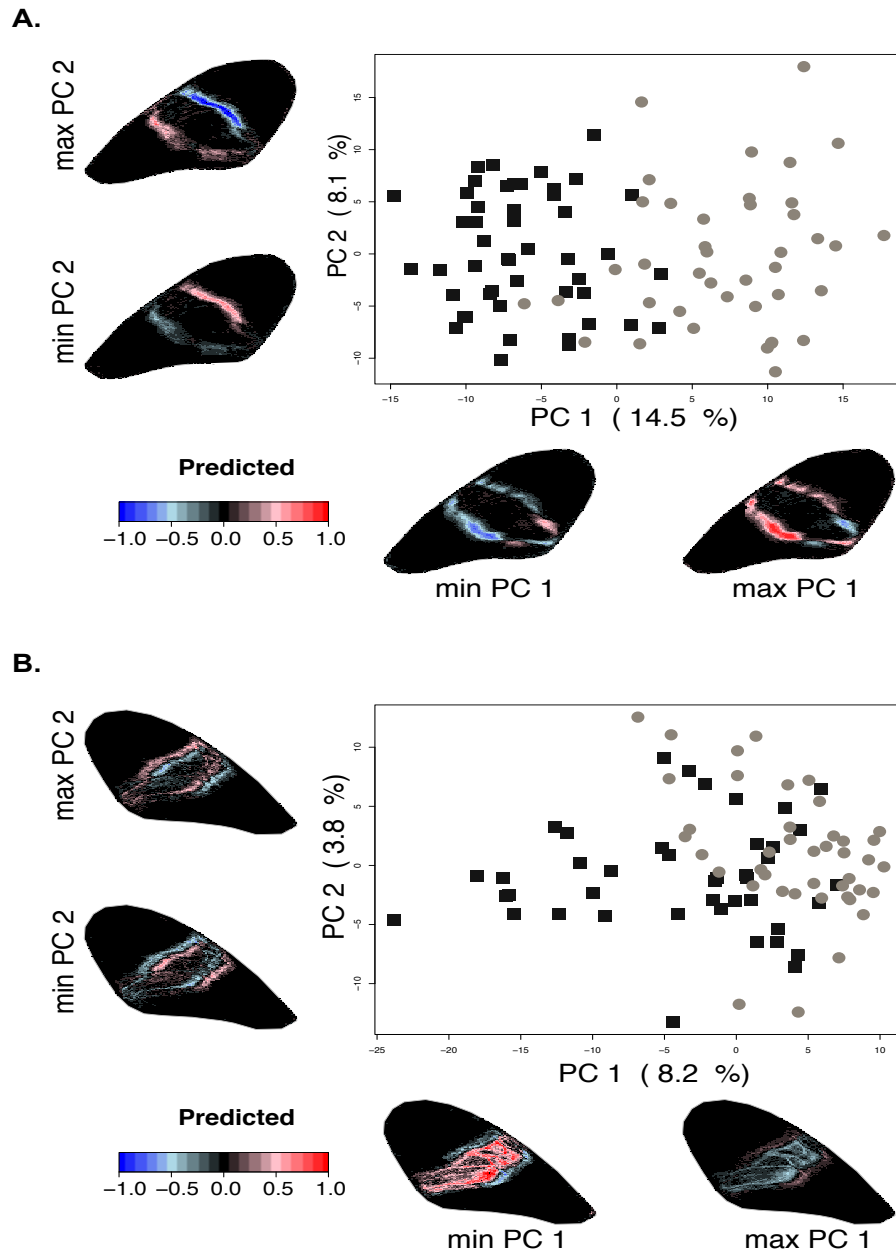 A.
max PC 2
min PC 2
PC 2 ( 8.1 %)
15
10
5
0
−5
−10
−15 −10 −5 0 5 10 15
PC 1 ( 14.5 %)
Predicted
−1.0 −0.5 0.0 0.5 1.0
min PC 1 max PC 1
B.
max PC 2
min PC 2
PC 2 ( 3.8 %)
10
5
0
−5
−10
−25 −20 −15 −10 −5 0 5 10
PC 1 ( 8.2 %)
Predicted
−1.0 −0.5 0.0 0.5 1.0
min PC 1 max PC 1